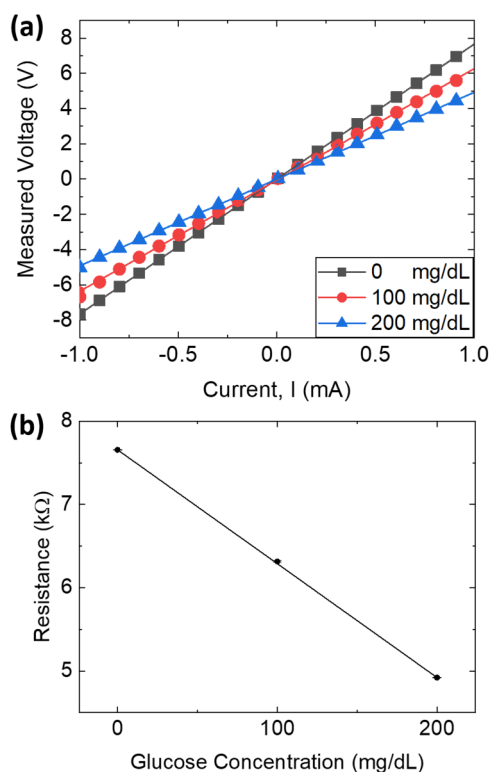 (a)
Measured Voltage (V)
8
6
4
2
0
-2
-4
-6
-8
0 mg/dL
100 mg/dL
200 mg/dL
-1.0 -0.5 0.0 0.5 1.0
Current, I (mA)
(b)
Resistance (kΩ)
8
7
6
5
0 100 200
Glucose Concentration (mg/dL)